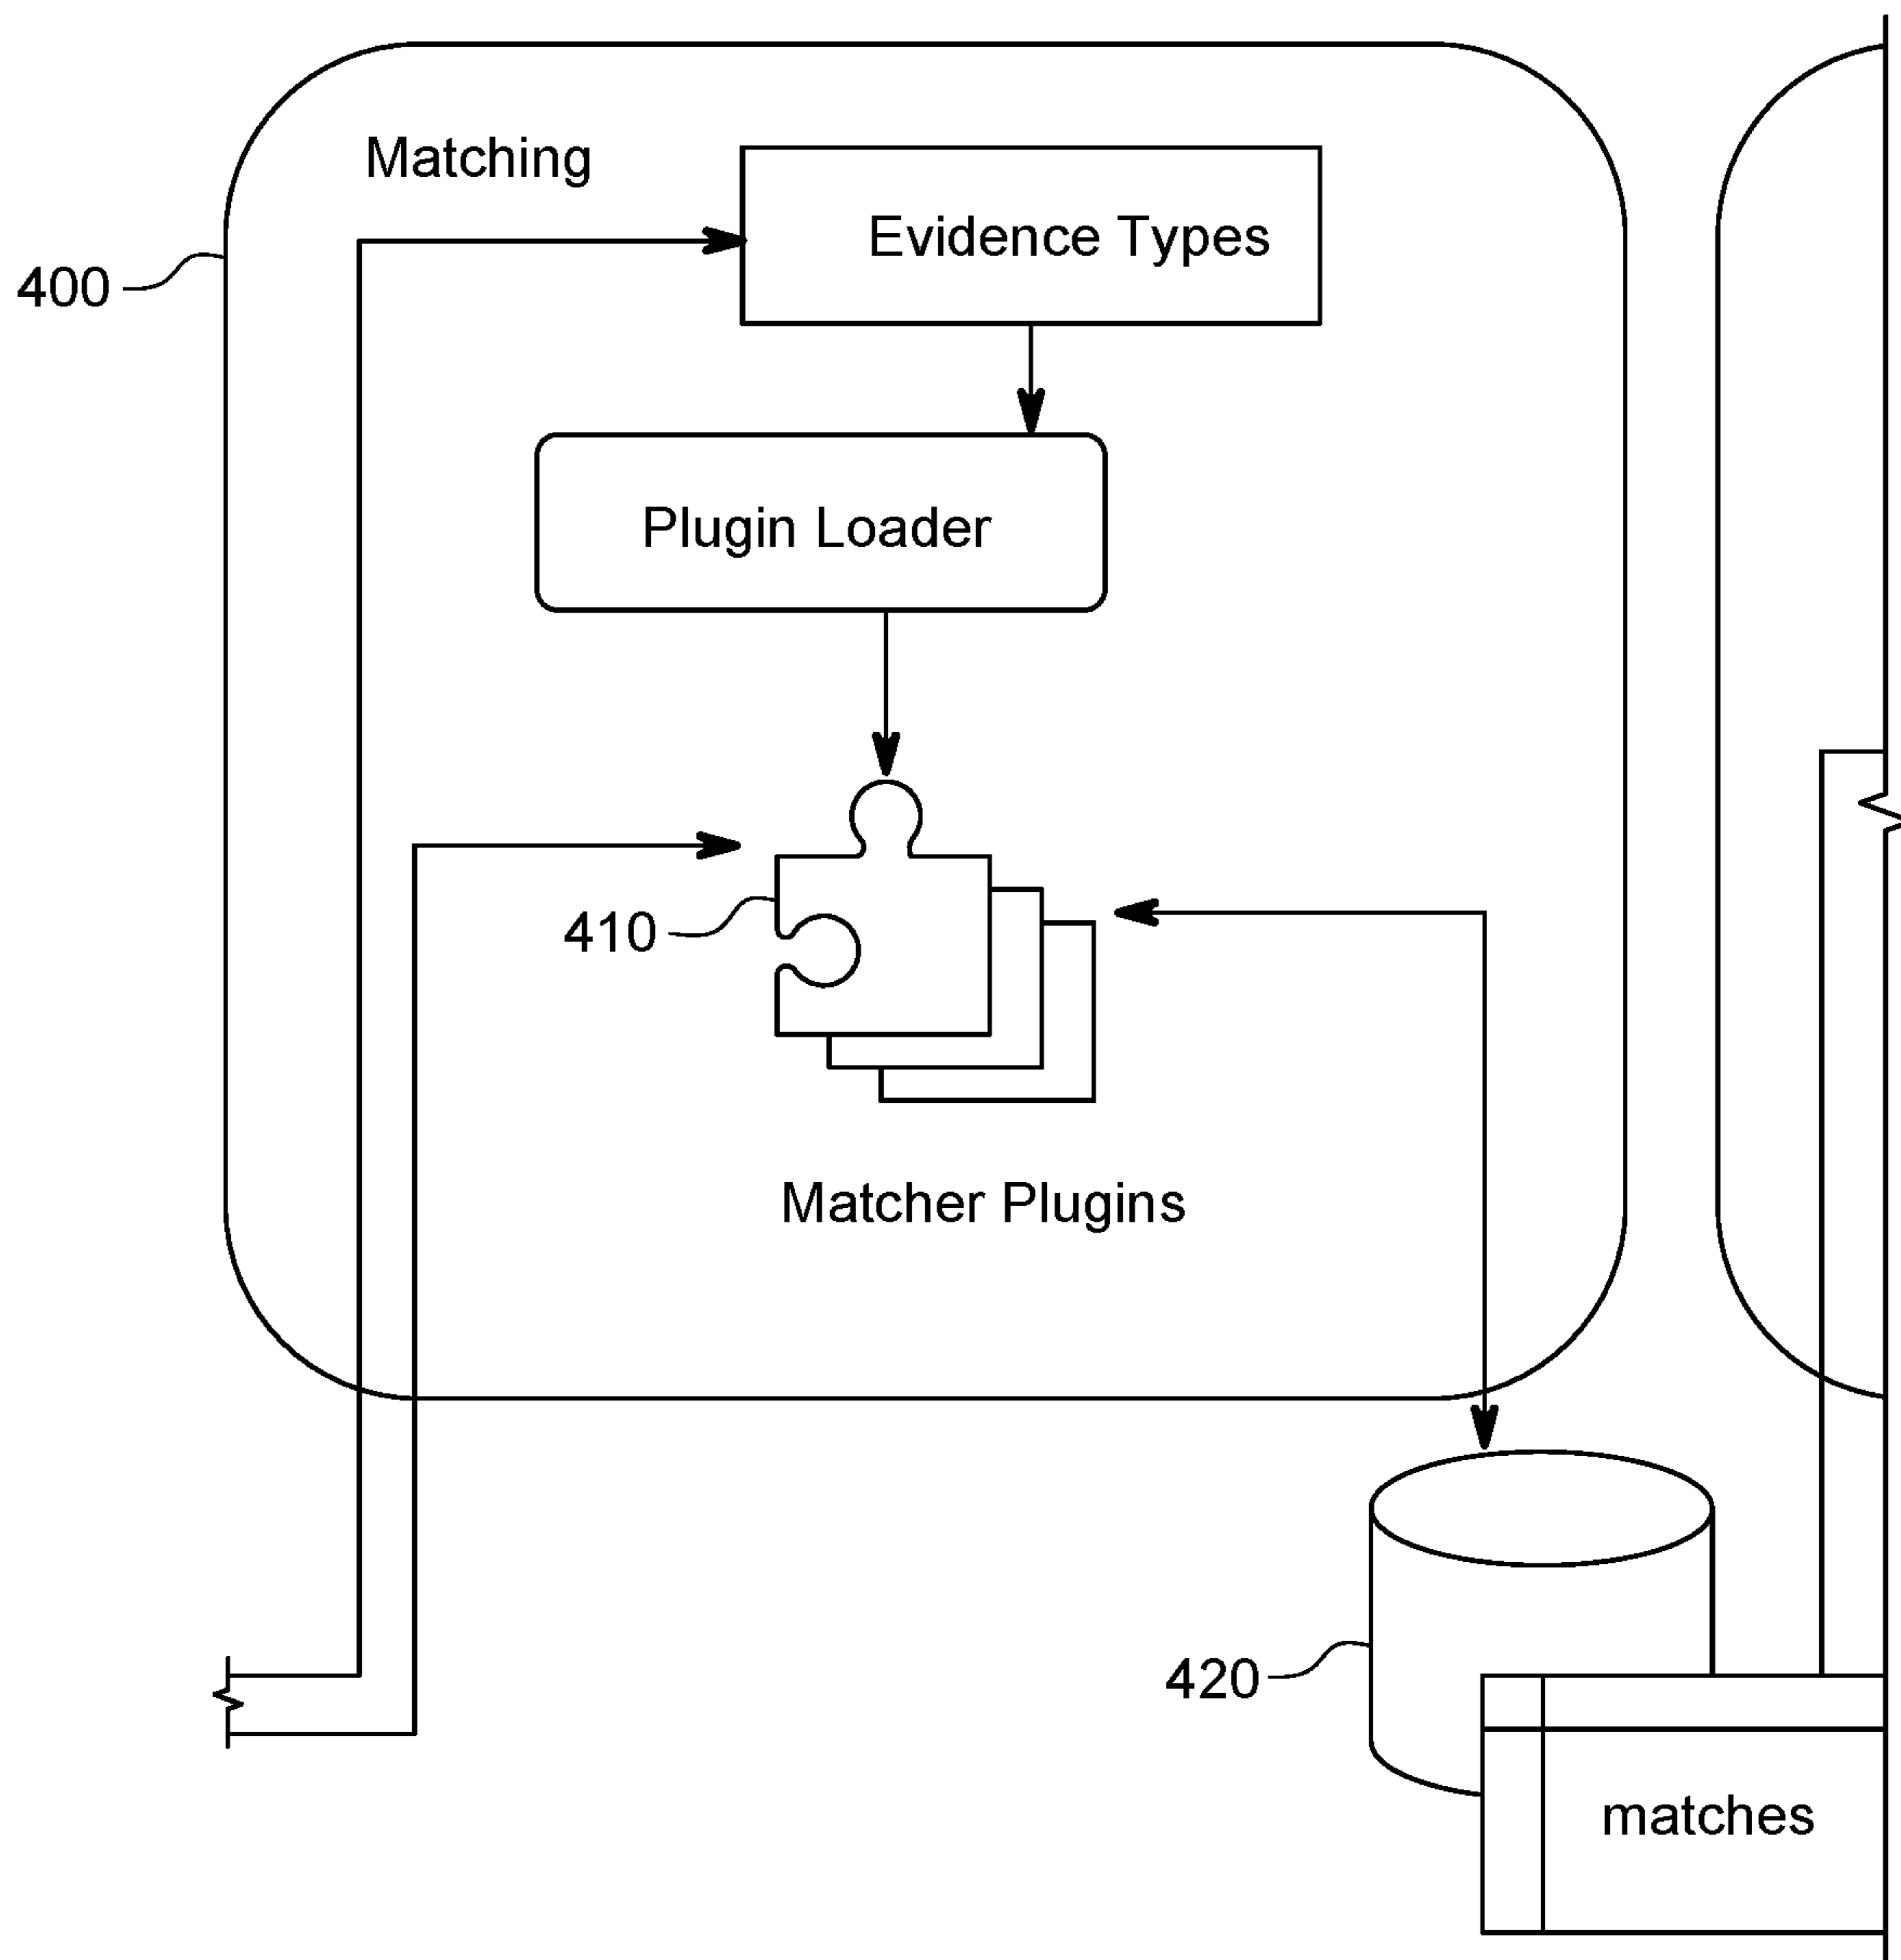 Matching
Evidence Types
400
Plugin Loader
410
Matcher Plugins
420
matches